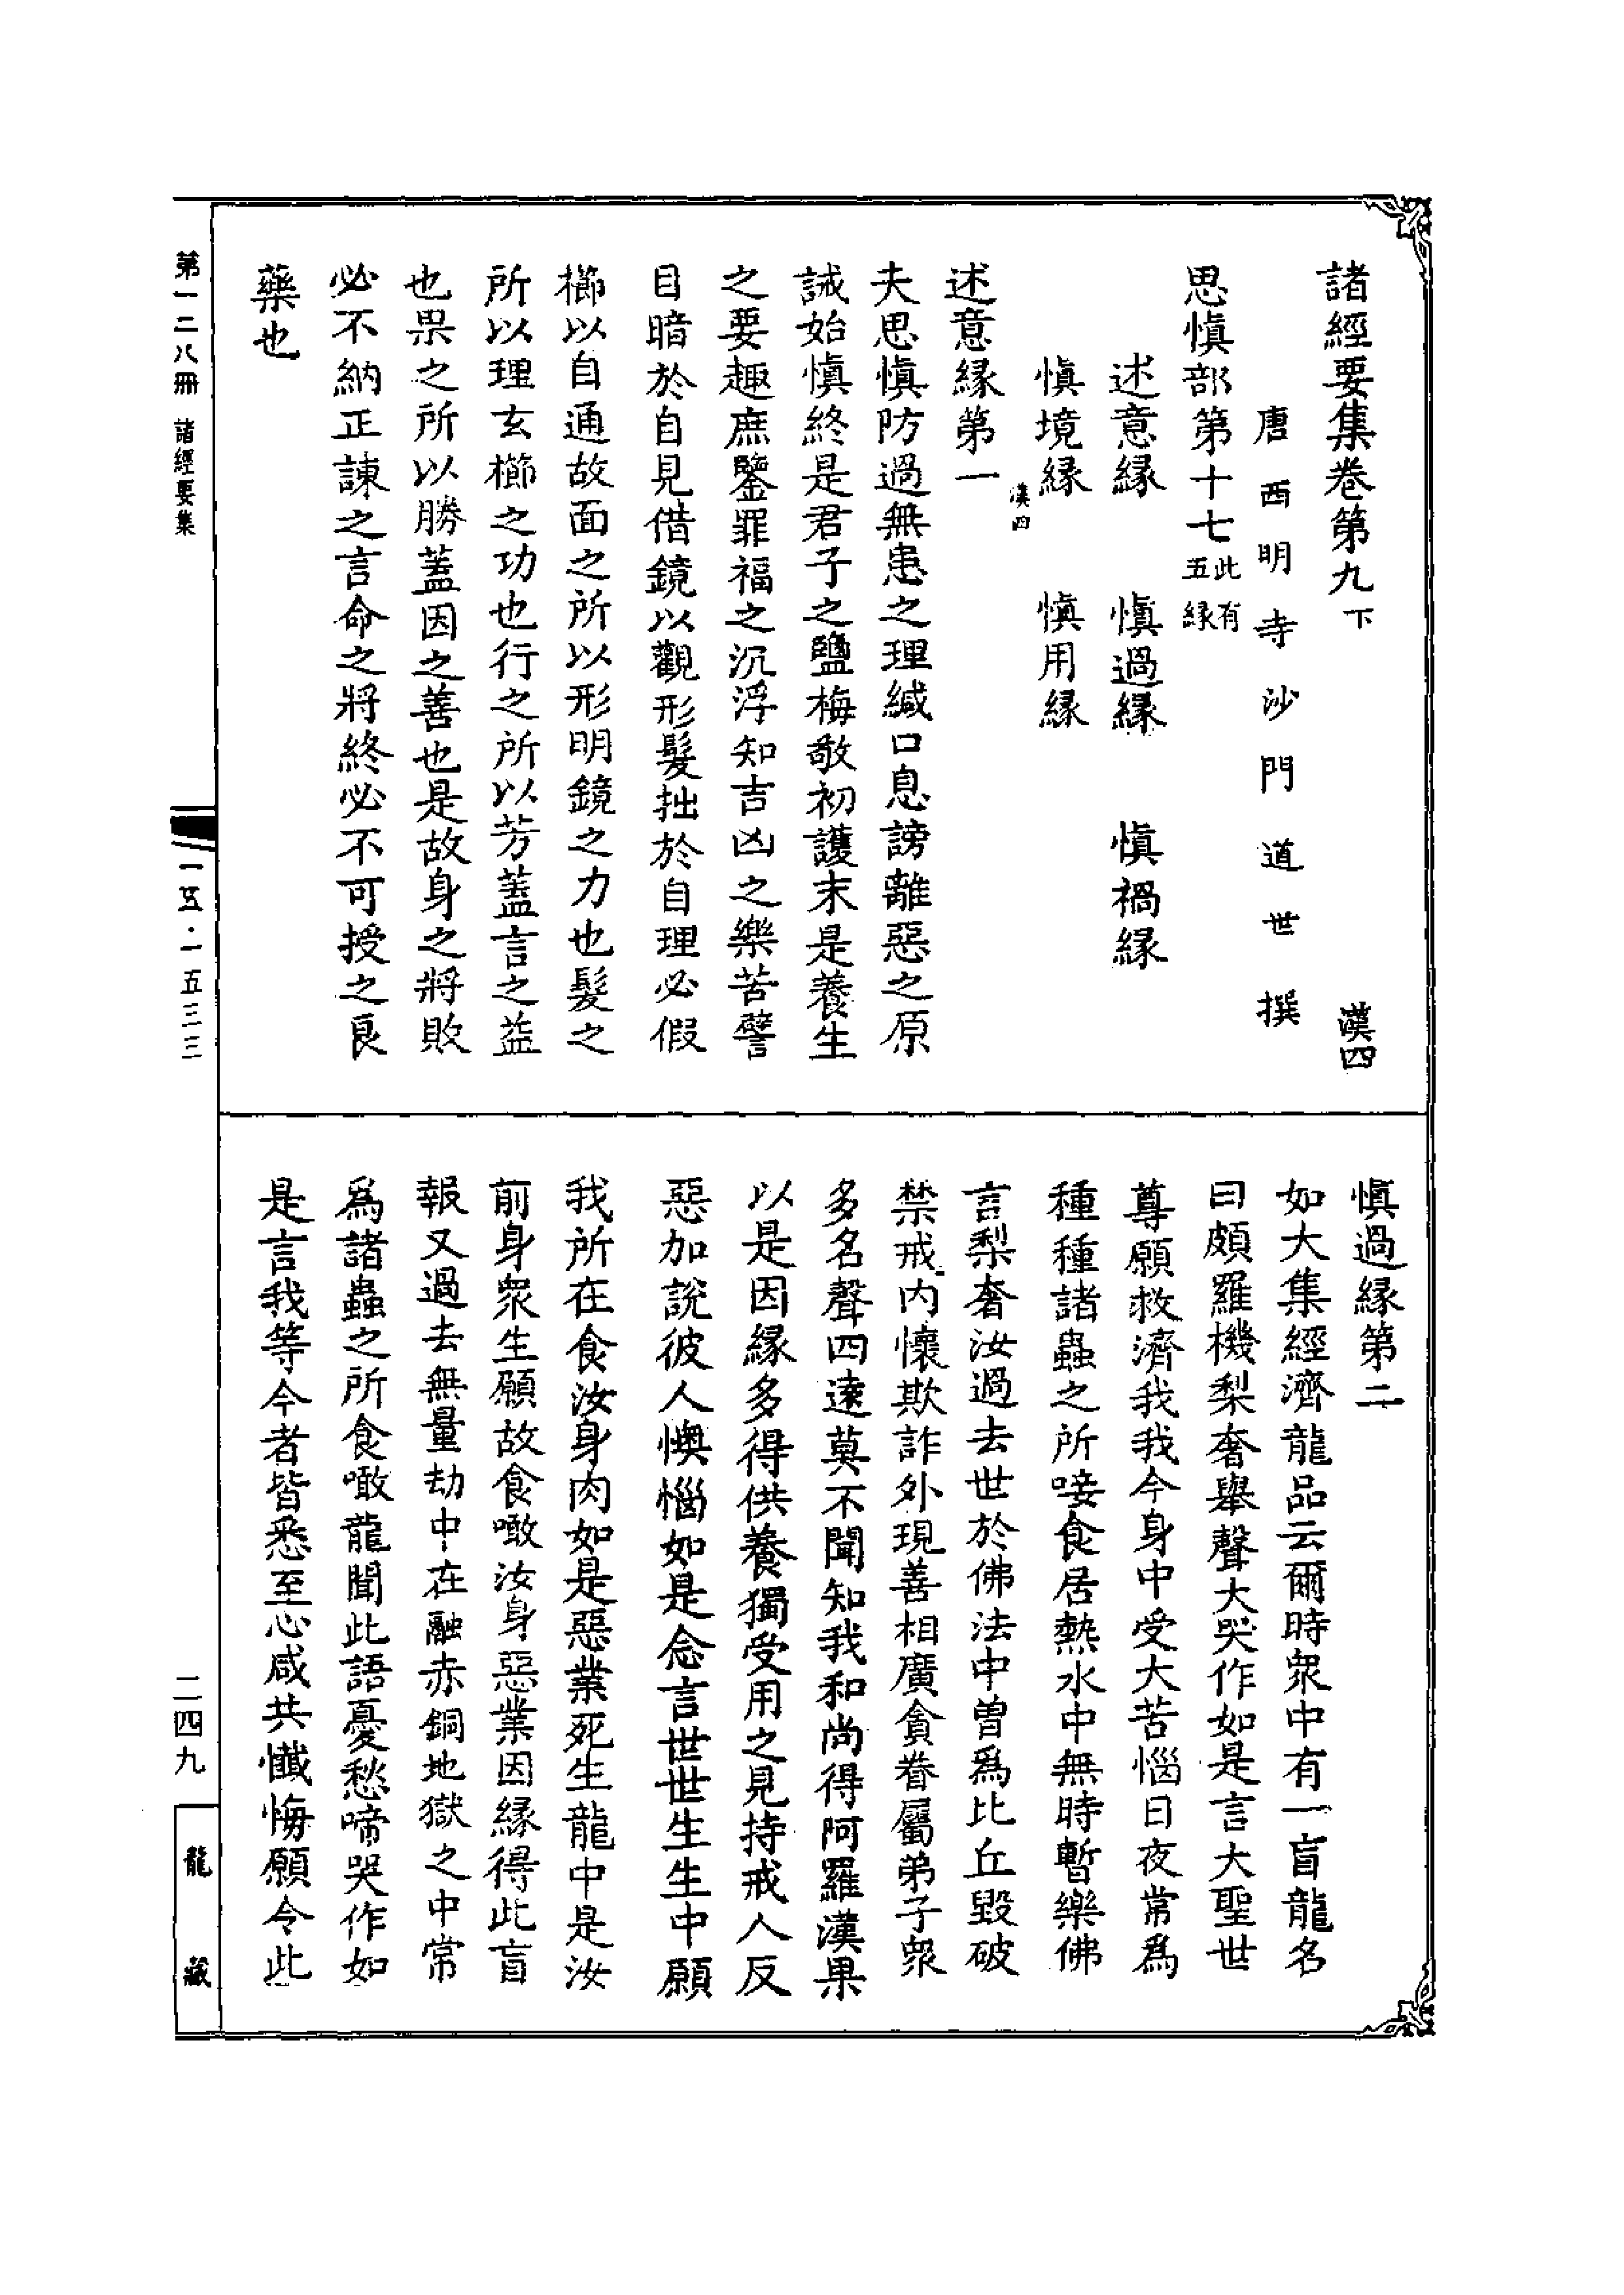 諸經要集卷第九下　漢四
唐西明寺沙門道世撰
思慎部第十七此有五緣
述意緣　慎過緣　慎禍緣
慎境緣　慎用緣
漢四
述意緣第一
夫思慎防過無患之理緘口息謗離惡之原
誡始慎終是君子之鹽梅敬初護末是養生
之要趣庶鑒罪福之沉浮知吉凶之樂苦譬
目暗於自見借鏡以觀形髮拙於自理必假
櫛以自通故面之所以形明鏡之力也髮之
所以理玄櫛之功也行之所以芳蓋言之益
也果之所以勝蓋因之善也是故身之將敗
必不納正諫之言命之將終必不可授之良
藥也
慎過緣第二
如大集經濟龍品云爾時衆中有一盲龍名
曰頗羅機梨奢舉聲大哭作如是言大聖世
尊願救濟我我今身中受大苦惱日夜常爲
種種諸蟲之所唼食居熱水中無時暫樂佛
言梨奢汝過去世於佛法中曾爲比丘毀破
禁戒內懷欺詐外現善相廣貪眷屬弟子衆
多名聲四遠莫不聞知我和尚得阿羅漢果
以是因緣多得供養獨受用之見持戒人反
惡加說彼人懊惱如是念言世世生生中願
我所在食汝身肉如是惡業死生龍中是汝
前身衆生願故食噉汝身惡業因緣得此盲
報又過去無量劫中在融赤銅地獄之中常
爲諸蟲之所食噉龍聞此語憂愁啼哭作如
是言我等今者皆悉至心咸共懺悔願令此
第一二八冊　諸經要集
一五·一五三三
二四九
龍藏